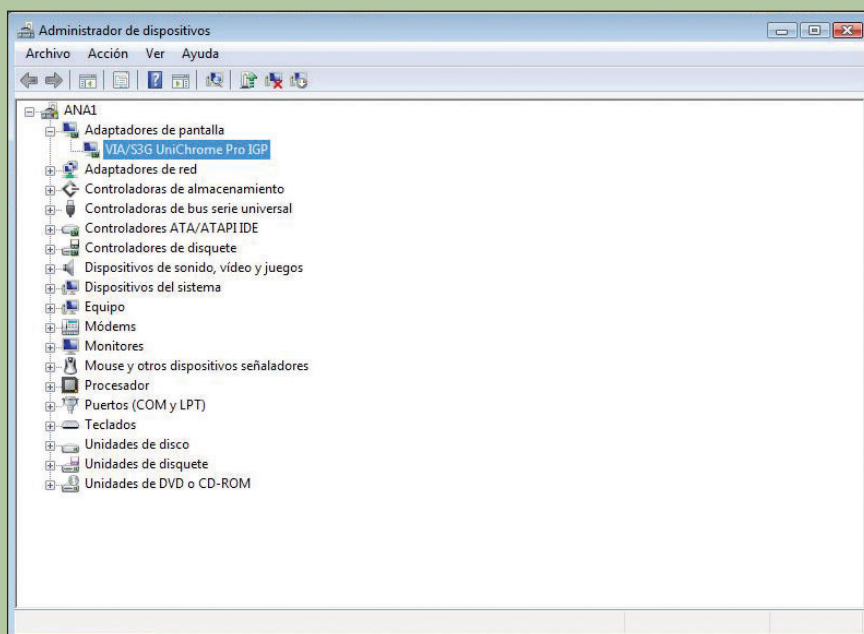 Administrador de dispositivos
Archivo Acción Ver Ayuda
ANA1
Adaptadores de pantalla
VIA/S3G UniChrome Pro IGP
Adaptadores de red
Controladoras de almacenamiento
Controladoras de bus serie universal
Controladores ATA/ATAPI IDE
Controladores de disquete
Dispositivos de sonido, vídeo y juegos
Dispositivos del sistema
Equipo
Módems
Monitores
Mouse y otros dispositivos señaladores
Procesador
Puertos (COM y LPT)
Teclados
Unidades de disco
Unidades de disquete
Unidades de DVD o CD-ROM